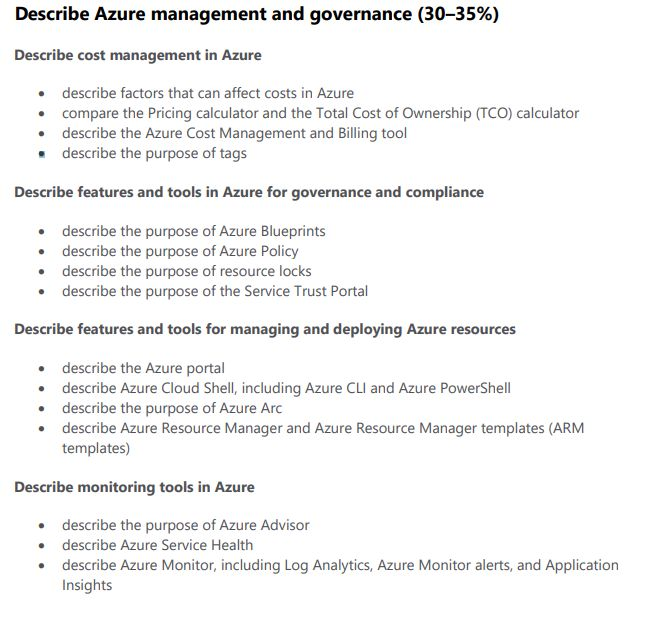 Describe Azure management and governance (30–35%)
Describe cost management in Azure
• describe factors that can affect costs in Azure
• compare the Pricing calculator and the Total Cost of Ownership (TCO) calculator
• describe the Azure Cost Management and Billing tool
▪ describe the purpose of tags
Describe features and tools in Azure for governance and compliance
• describe the purpose of Azure Blueprints
• describe the purpose of Azure Policy
• describe the purpose of resource locks
• describe the purpose of the Service Trust Portal
Describe features and tools for managing and deploying Azure resources
• describe the Azure portal
• describe Azure Cloud Shell, including Azure CLI and Azure PowerShell
• describe the purpose of Azure Arc
• describe Azure Resource Manager and Azure Resource Manager templates (ARM
templates)
Describe monitoring tools in Azure
• describe the purpose of Azure Advisor
• describe Azure Service Health
• describe Azure Monitor, including Log Analytics, Azure Monitor alerts, and Application
Insights